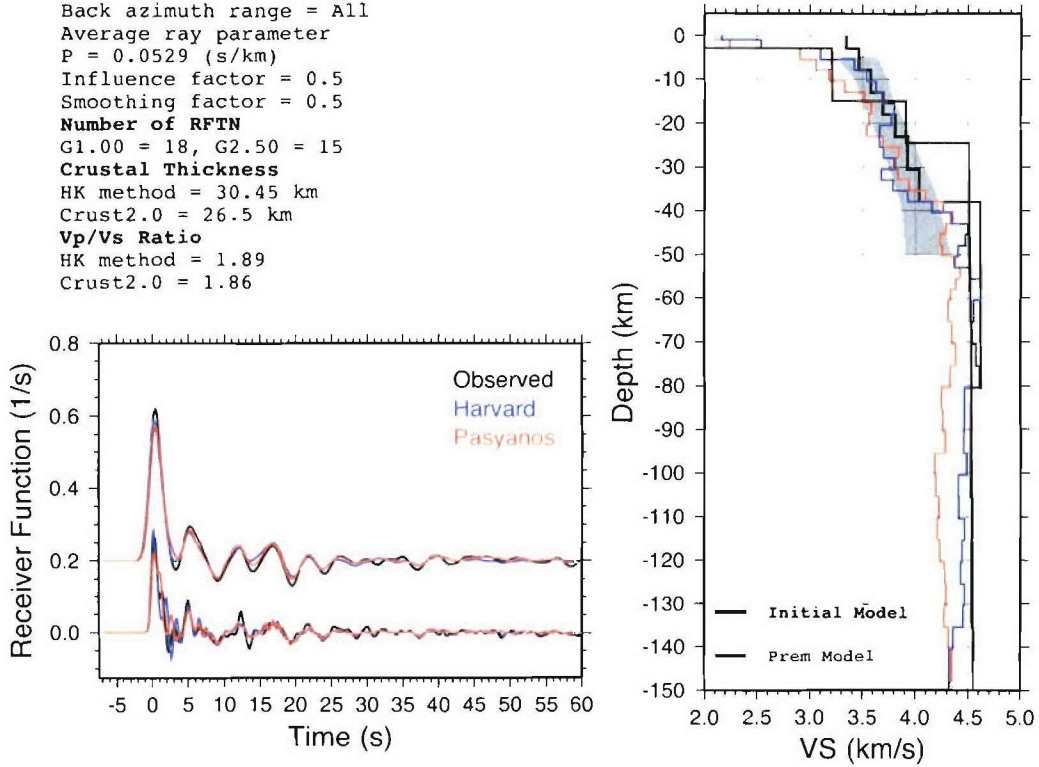 Back azimuth range = All
Average ray parameter
P = 0.0529 (s/km)
Influence factor = 0.5
Smoothing factor = 0.5
Number of RFTN
G1.00 = 18, G2.50 = 15
Crustal Thickness
HK method = 30.45 km
Crust2.0 = 26.5 km
Vp/Vs Ratio
HK method = 1.89
Crust2.0 = 1.86
Receiver Function (1/s)
0.8
0.6
0.4
0.2
0.0
Observed
Harvard
Pasyanos
-5 0 5 10 15 20 25 30 35 40 45 50 55 60
Time (s)
Depth (km)
0
-10
-20
-30
-40
-50
-60
-70
-80
-90
-100
-110
-120
-130
-140
-150
Initial Model
Prem Model
2.0 2.5 3.0 3.5 4.0 4.5 5.0
VS (km/s)